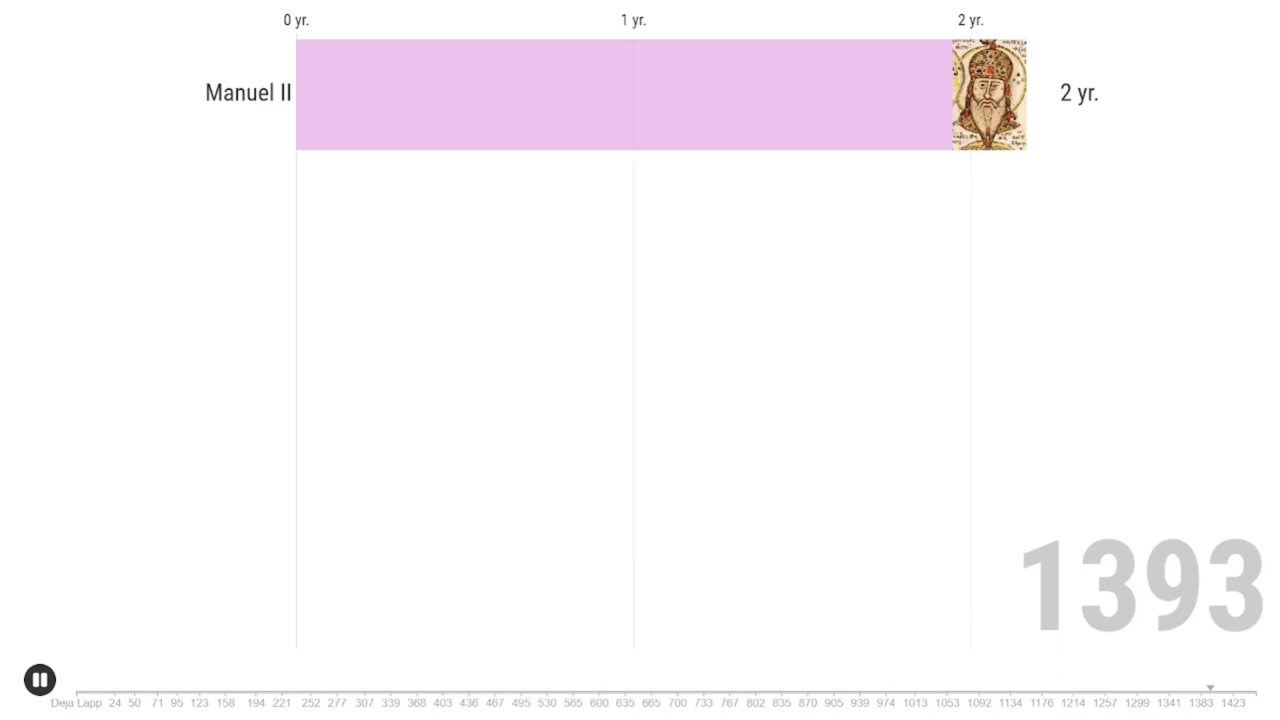 0 yr. 1 yr. 2 yr.
Manuel II 2 yr.
1393
Deja Lapp 24 50 71 95 123 158 194 221 252 277 307 339 368 403 436 467 495 530 565 600 635 665 700 733 767 802 835 870 905 939 974 1013 1053 1092 1134 1176 1214 1257 1299 1341 1383 1423